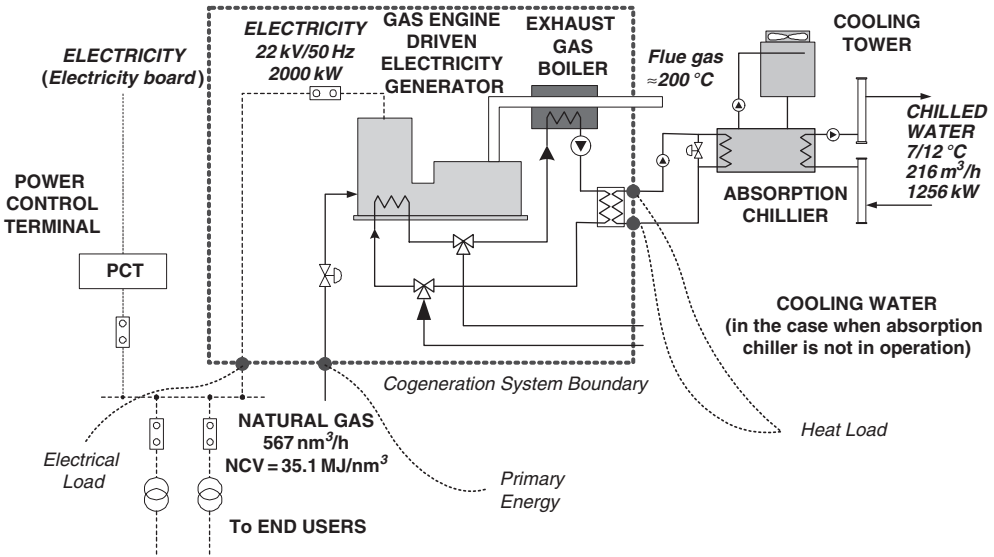 ELECTRICITY
(Electricity board)
POWER
CONTROL
TERMINAL
PCT
ELECTRICITY
22 kV/50 Hz
2000 kW
GAS ENGINE
DRIVEN
ELECTRICITY
GENERATOR
EXHAUST
GAS
BOILER
Flue gas
≈200 °C
COOLING
TOWER
CHILLED
WATER
7/12 °C
216 m³/h
1256 kW
ABSORPTION
CHILLIER
COOLING WATER
(in the case when absorption
chiller is not in operation)
Cogeneration System Boundary
NATURAL GAS
567 nm³/h
NCV = 35.1 MJ/nm³
Heat Load
Electrical
Load
Primary
Energy
To END USERS